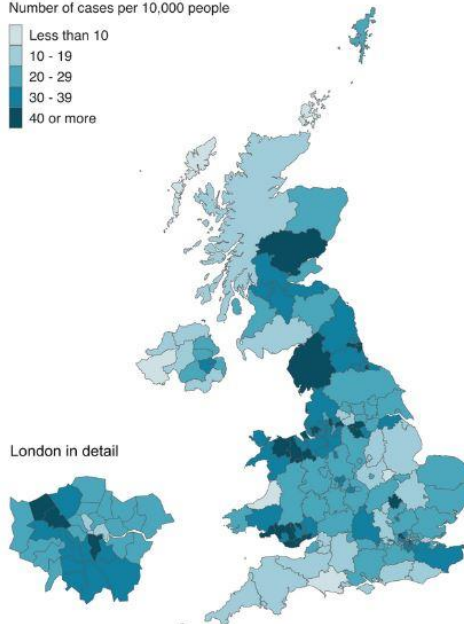 Number of cases per 10,000 people
Less than 10
10 - 19
20 - 29
30 - 39
40 or more
London in detail